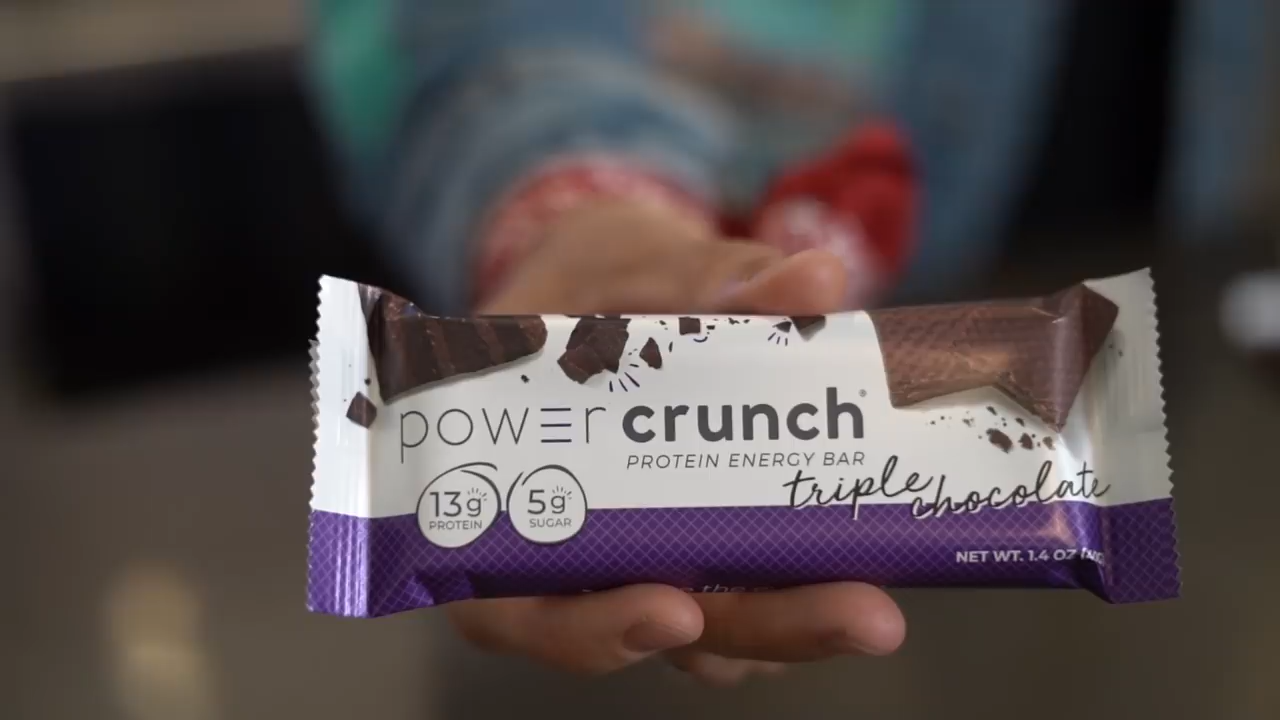 power crunch®
PROTEIN ENERGY BAR
triple chocolate
13g PROTEIN
5g SUGAR
NET WT. 1.4 OZ